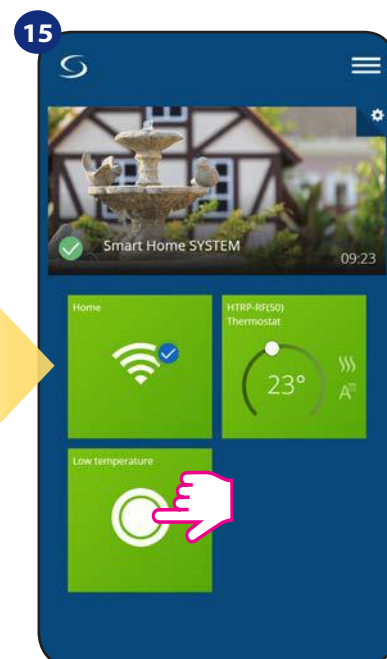 15
Smart Home SYSTEM
09:23
Home
HTRP-RF(50)
Thermostat
23°
A
Low temperature